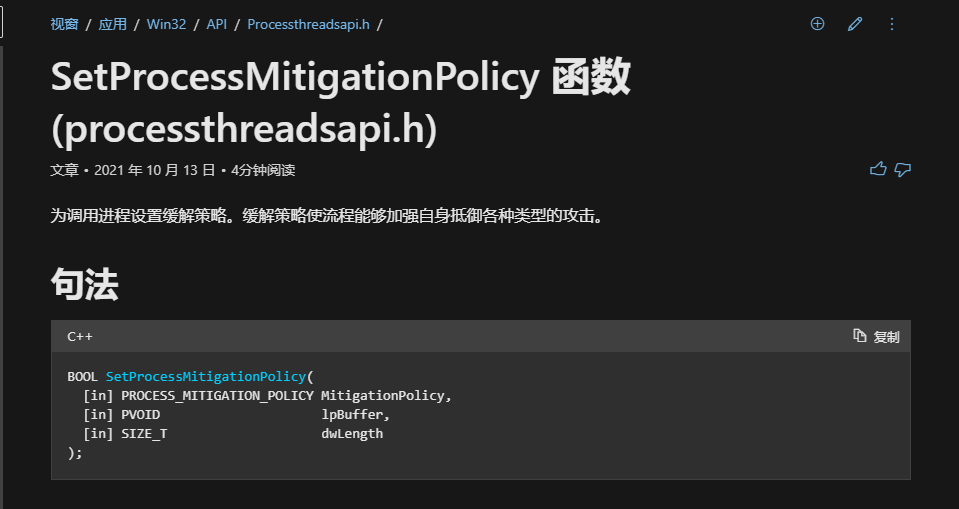 视窗 / 应用 / Win32 / API / Processthreadsapi.h /
SetProcessMitigationPolicy 函数
(processthreadsapi.h)
文章 • 2021 年 10 月 13 日 • 4分钟阅读
为调用进程设置缓解策略。缓解策略使流程能够加强自身抵御各种类型的攻击。
句法
C++ 复制
BOOL SetProcessMitigationPolicy(
  [in] PROCESS_MITIGATION_POLICY MitigationPolicy,
  [in] PVOID                     lpBuffer,
  [in] SIZE_T                    dwLength
);